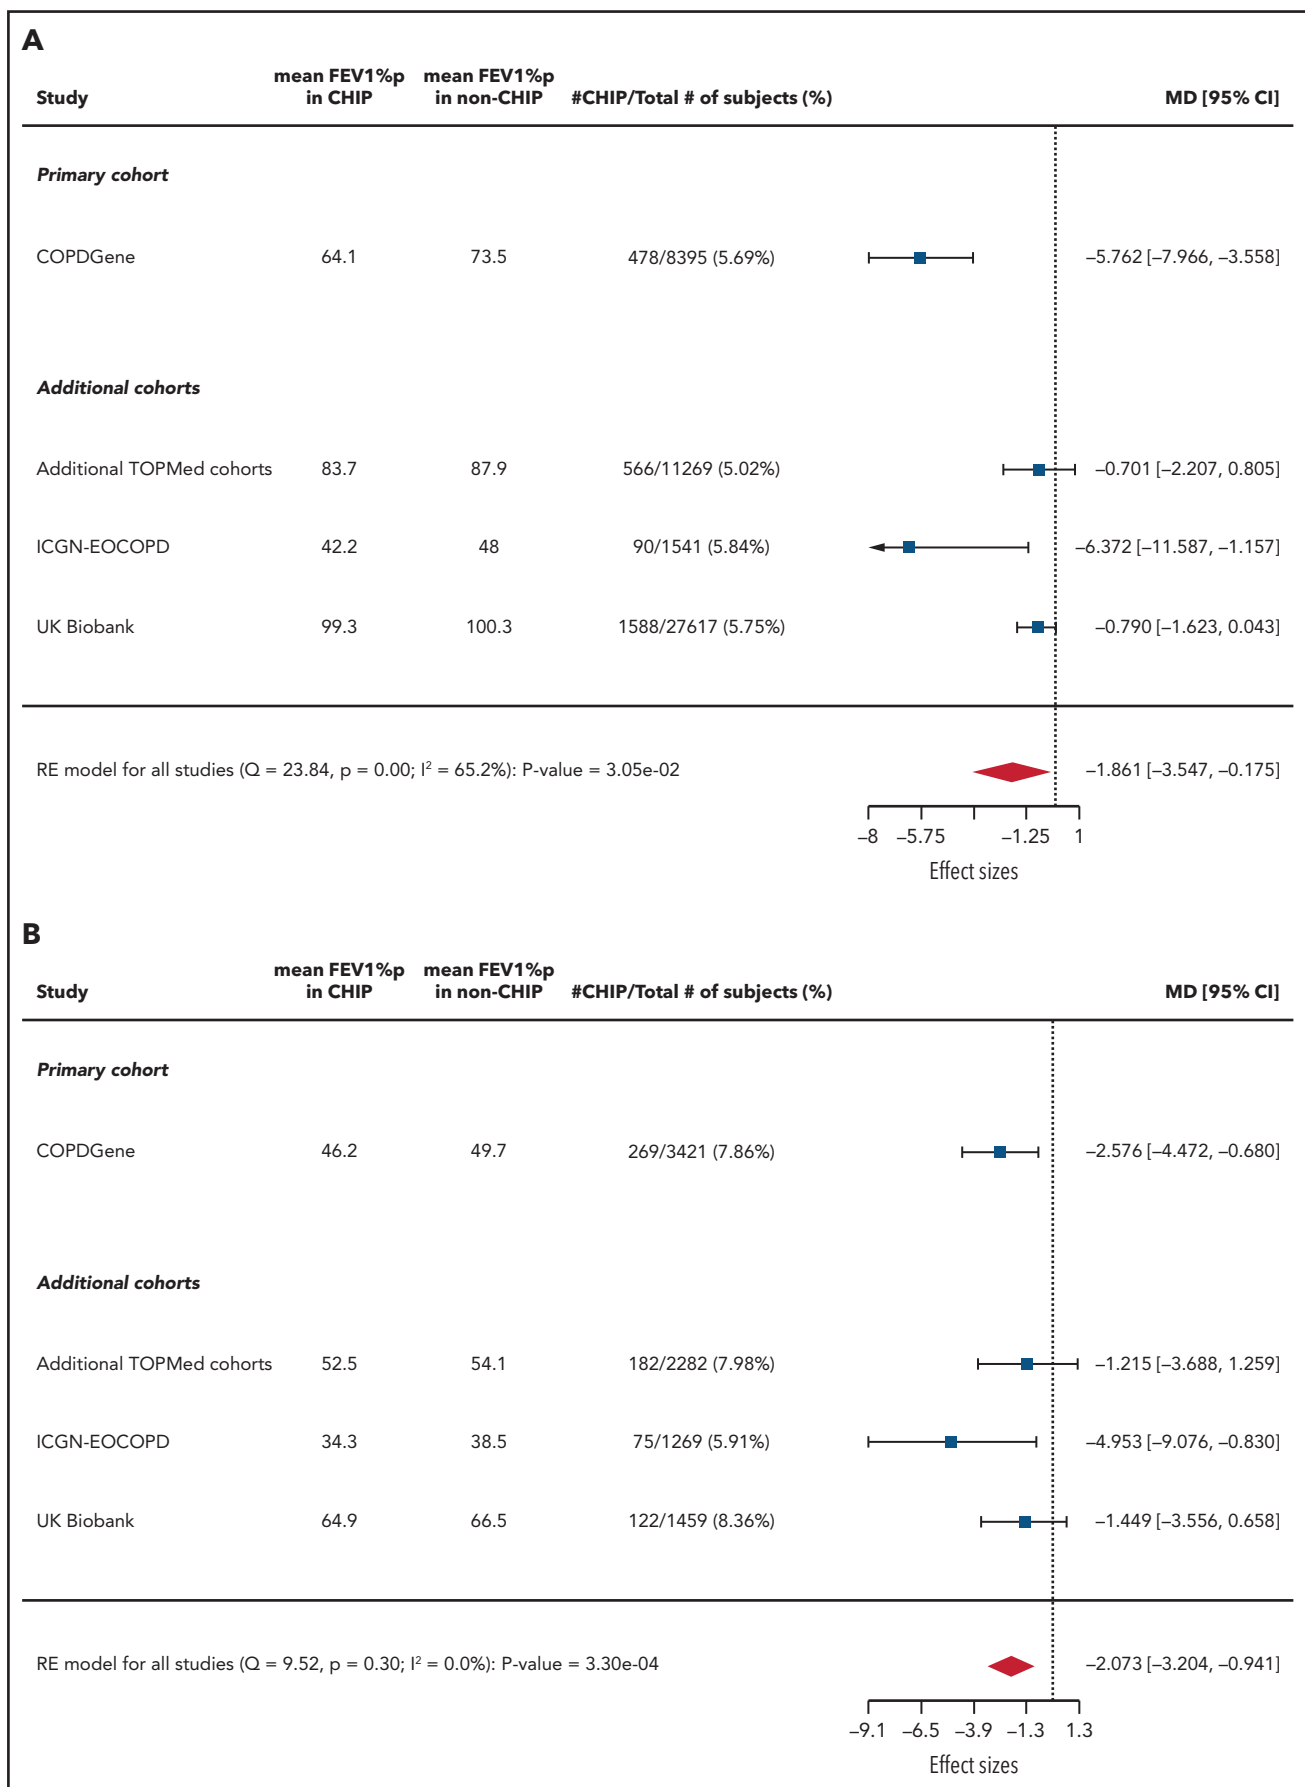 A
Study mean FEV1%p in CHIP mean FEV1%p in non-CHIP #CHIP/Total # of subjects (%) MD [95% CI]
Primary cohort
COPDGene 64.1 73.5 478/8395 (5.69%) –5.762 [–7.966, –3.558]
Additional cohorts
Additional TOPMed cohorts 83.7 87.9 566/11269 (5.02%) –0.701 [–2.207, 0.805]
ICGN-EOCOPD 42.2 48 90/1541 (5.84%) –6.372 [–11.587, –1.157]
UK Biobank 99.3 100.3 1588/27617 (5.75%) –0.790 [–1.623, 0.043]
RE model for all studies (Q = 23.84, p = 0.00; I² = 65.2%): P-value = 3.05e-02 –1.861 [–3.547, –0.175]
–8 –5.75 –1.25 1
Effect sizes
B
Study mean FEV1%p in CHIP mean FEV1%p in non-CHIP #CHIP/Total # of subjects (%) MD [95% CI]
Primary cohort
COPDGene 46.2 49.7 269/3421 (7.86%) –2.576 [–4.472, –0.680]
Additional cohorts
Additional TOPMed cohorts 52.5 54.1 182/2282 (7.98%) –1.215 [–3.688, 1.259]
ICGN-EOCOPD 34.3 38.5 75/1269 (5.91%) –4.953 [–9.076, –0.830]
UK Biobank 64.9 66.5 122/1459 (8.36%) –1.449 [–3.556, 0.658]
RE model for all studies (Q = 9.52, p = 0.30; I² = 0.0%): P-value = 3.30e-04 –2.073 [–3.204, –0.941]
–9.1 –6.5 –3.9 –1.3 1.3
Effect sizes